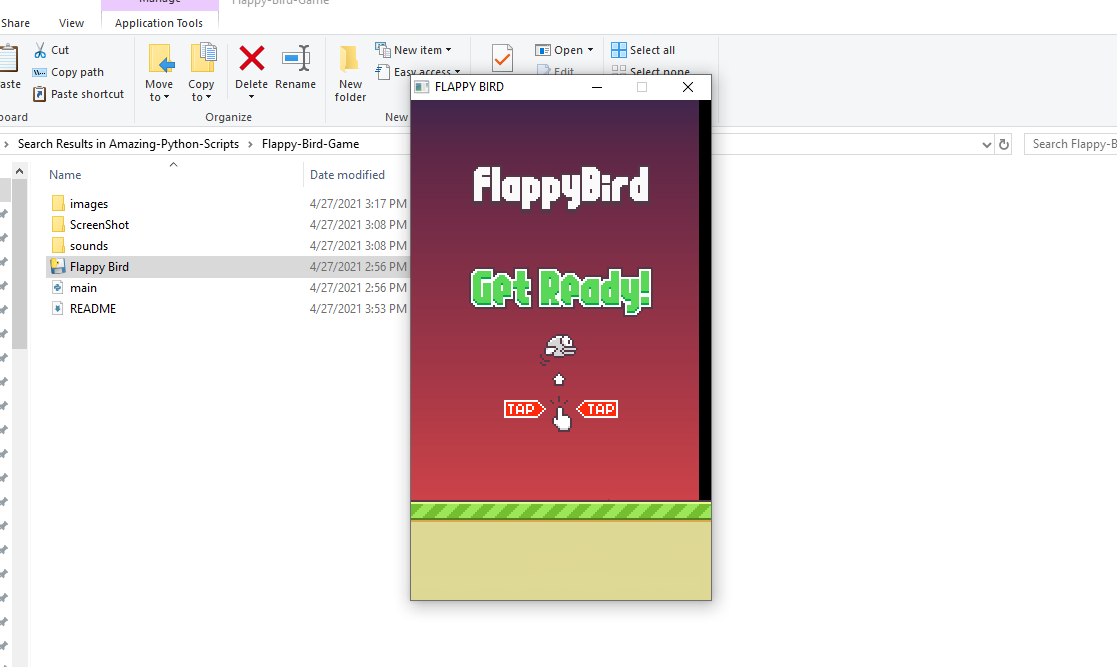 Manage
Flappy-Bird-Game
Share
View
Application Tools
Cut
Copy path
Paste shortcut
Move to
Copy to
Delete
Rename
Organize
New folder
New item
Easy access
New
Open
Edit
Select all
Select none
FLAPPY BIRD
Search Results in Amazing-Python-Scripts
Flappy-Bird-Game
Search Flappy-B
Name
Date modified
images 4/27/2021 3:17 PM
ScreenShot 4/27/2021 3:08 PM
sounds 4/27/2021 3:08 PM
Flappy Bird 4/27/2021 2:56 PM
main 4/27/2021 2:56 PM
README 4/27/2021 3:53 PM
FlappyBird
Get Ready!
TAP
TAP